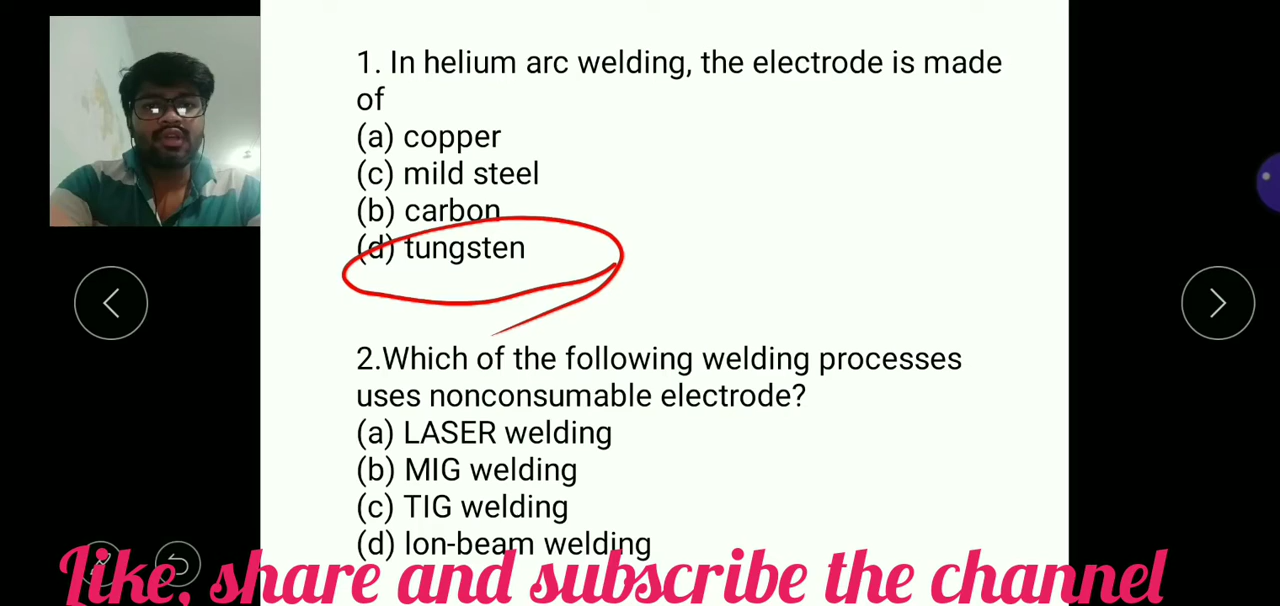 1. In helium arc welding, the electrode is made
of
(a) copper
(c) mild steel
(b) carbon
(d) tungsten
2.Which of the following welding processes
uses nonconsumable electrode?
(a) LASER welding
(b) MIG welding
(c) TIG welding
(d) lon-beam welding
Like, share and subscribe the channel